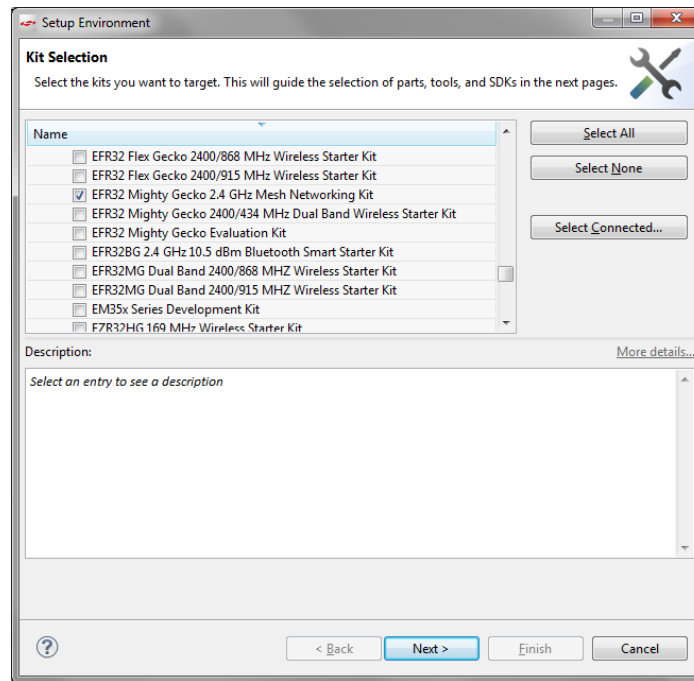 Setup Environment
Kit Selection
Select the kits you want to target. This will guide the selection of parts, tools, and SDKs in the next pages.
Name
EFR32 Flex Gecko 2400/868 MHz Wireless Starter Kit
EFR32 Flex Gecko 2400/915 MHz Wireless Starter Kit
EFR32 Mighty Gecko 2.4 GHz Mesh Networking Kit
EFR32 Mighty Gecko 2400/434 MHz Dual Band Wireless Starter Kit
EFR32 Mighty Gecko Evaluation Kit
EFR32BG 2.4 GHz 10.5 dBm Bluetooth Smart Starter Kit
EFR32MG Dual Band 2400/868 MHZ Wireless Starter Kit
EFR32MG Dual Band 2400/915 MHZ Wireless Starter Kit
EM35x Series Development Kit
EZR32HG 169 MHz Wireless Starter Kit
Select All
Select None
Select Connected...
Description:
More details...
Select an entry to see a description
?
< Back
Next >
Finish
Cancel